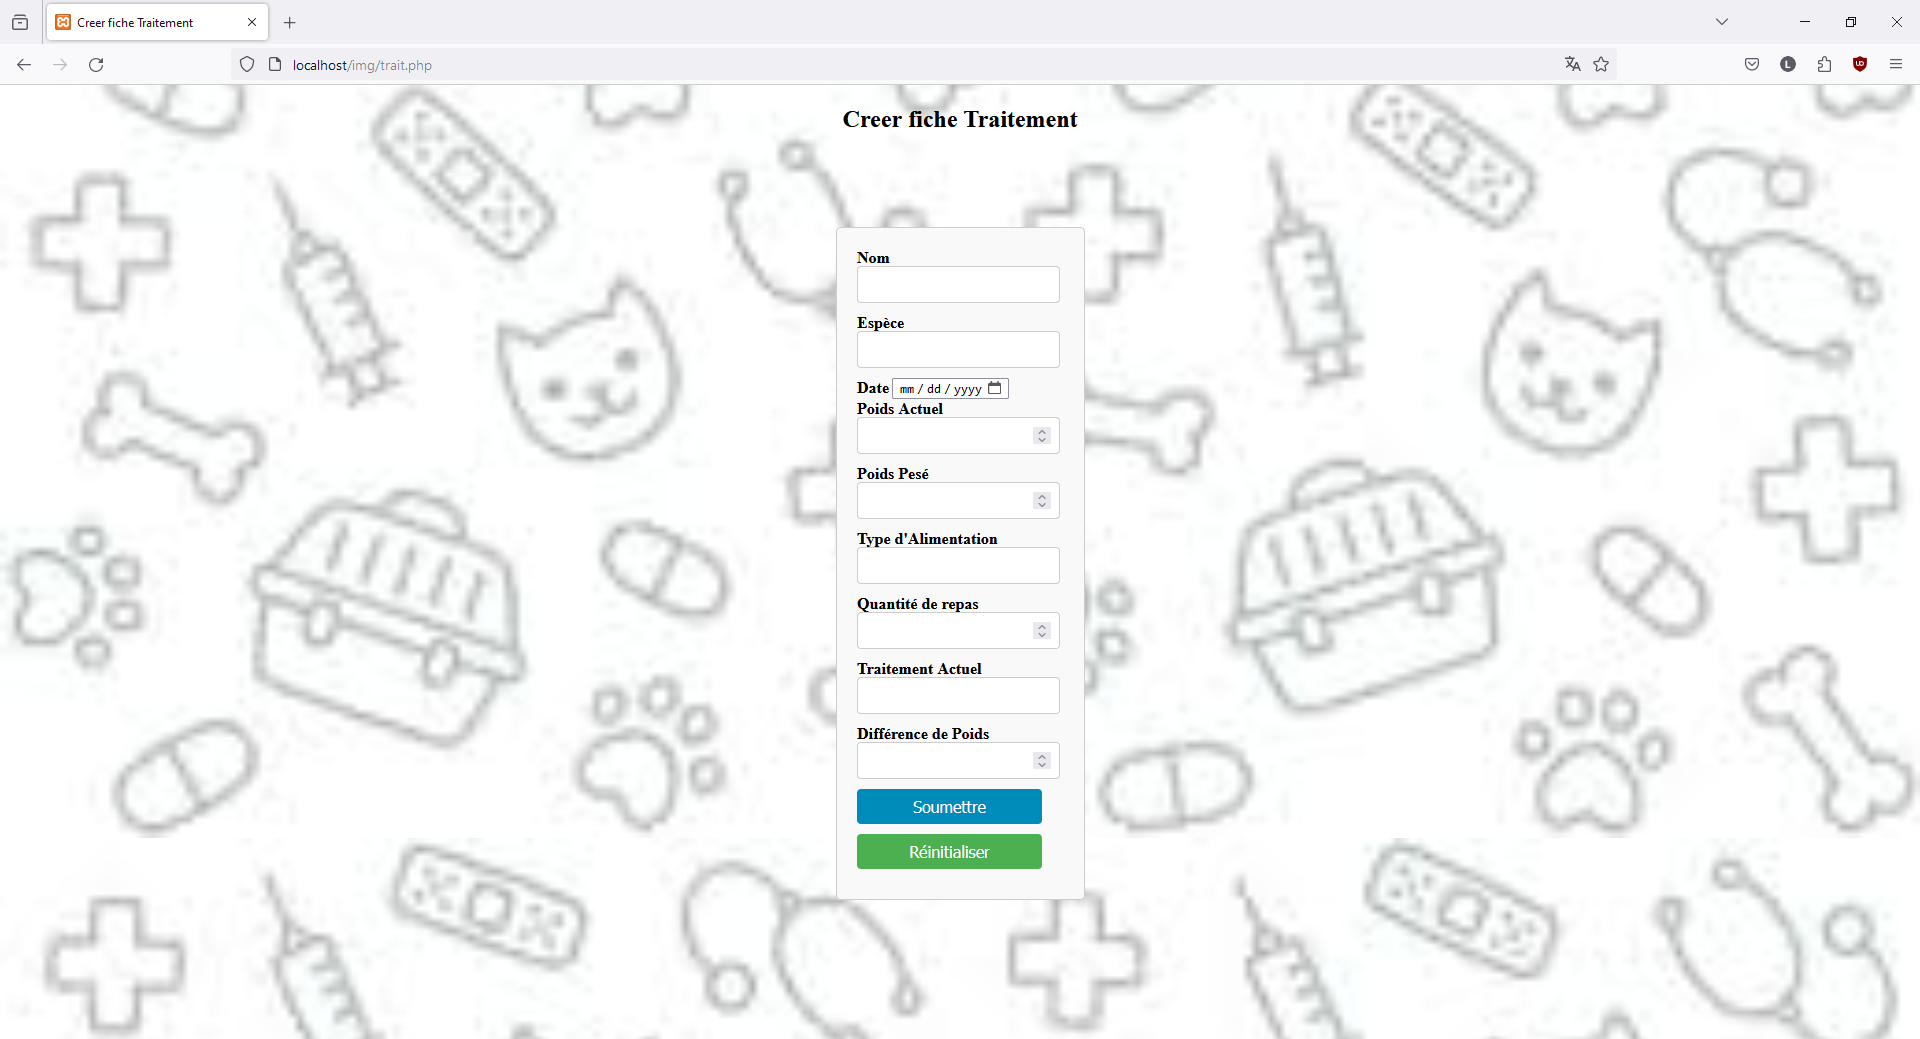 Creer fiche Traitement
localhost/img/trait.php
L
Creer fiche Traitement
Nom
Espèce
Date mm / dd / yyyy
Poids Actuel
Poids Pesé
Type d'Alimentation
Quantité de repas
Traitement Actuel
Différence de Poids
Soumettre
Réinitialiser